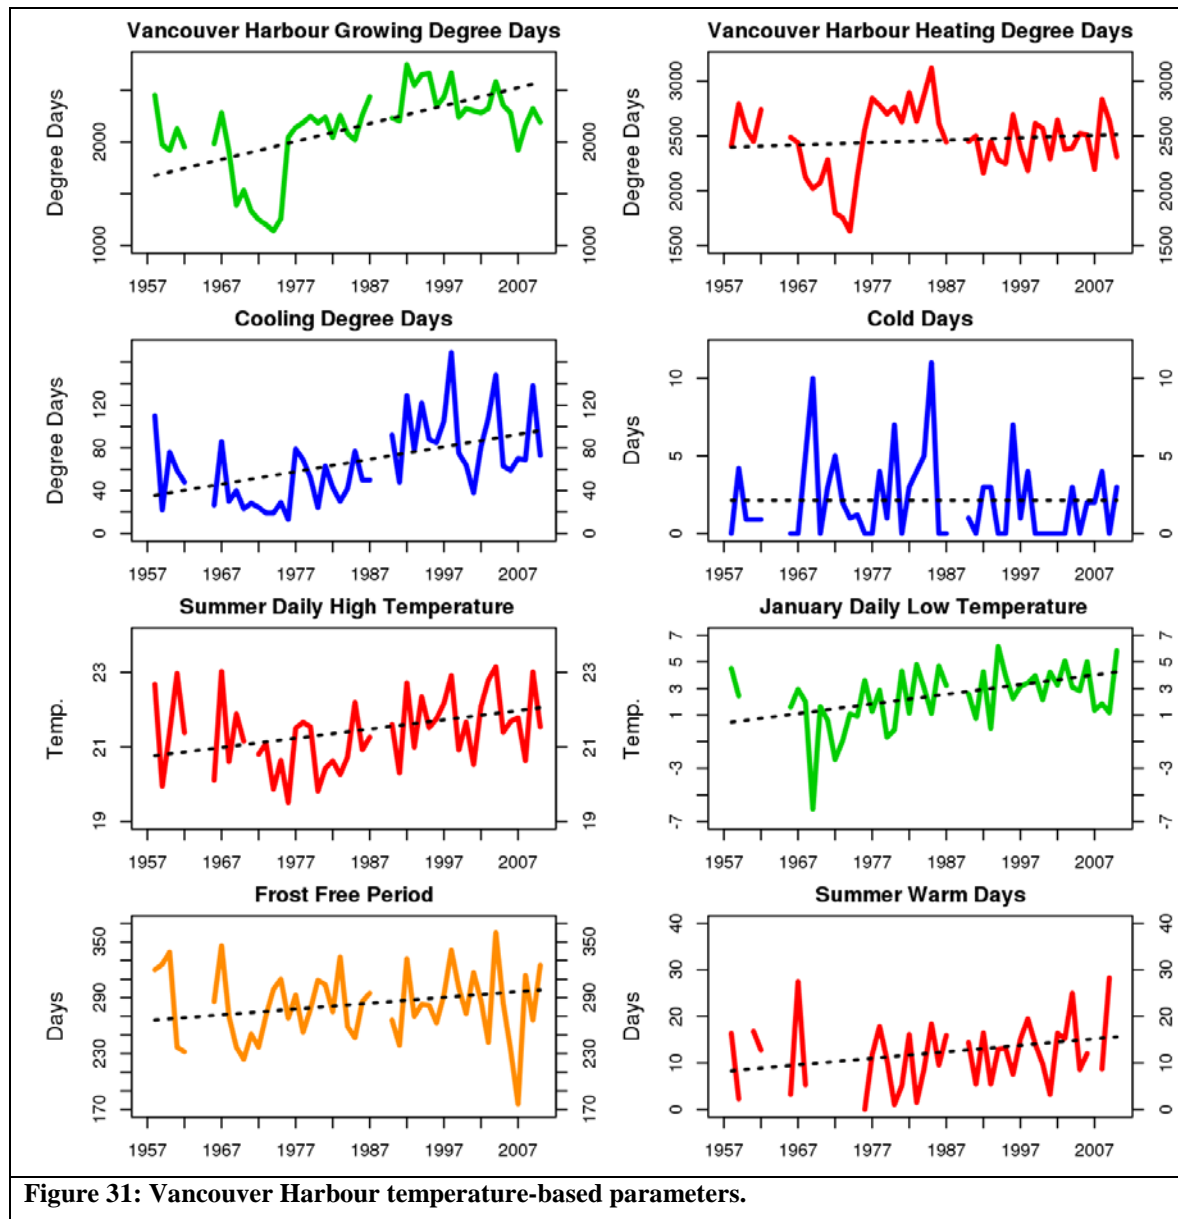 Vancouver Harbour Growing Degree Days
Degree Days
1000 2000
1000 2000
1957 1967 1977 1987 1997 2007
Vancouver Harbour Heating Degree Days
Degree Days
1500 2000 2500 3000
1500 2000 2500 3000
1957 1967 1977 1987 1997 2007
Cooling Degree Days
Degree Days
0 40 80 120
0 40 80 120
1957 1967 1977 1987 1997 2007
Cold Days
Days
0 5 10
0 5 10
1957 1967 1977 1987 1997 2007
Summer Daily High Temperature
Temp.
19 21 23
19 21 23
1957 1967 1977 1987 1997 2007
January Daily Low Temperature
Temp.
-7 -3 1 3 5 7
-7 -3 1 3 5 7
1957 1967 1977 1987 1997 2007
Frost Free Period
Days
170 230 290 350
170 230 290 350
1957 1967 1977 1987 1997 2007
Summer Warm Days
Days
0 10 20 30 40
0 10 20 30 40
1957 1967 1977 1987 1997 2007
Figure 31: Vancouver Harbour temperature-based parameters.